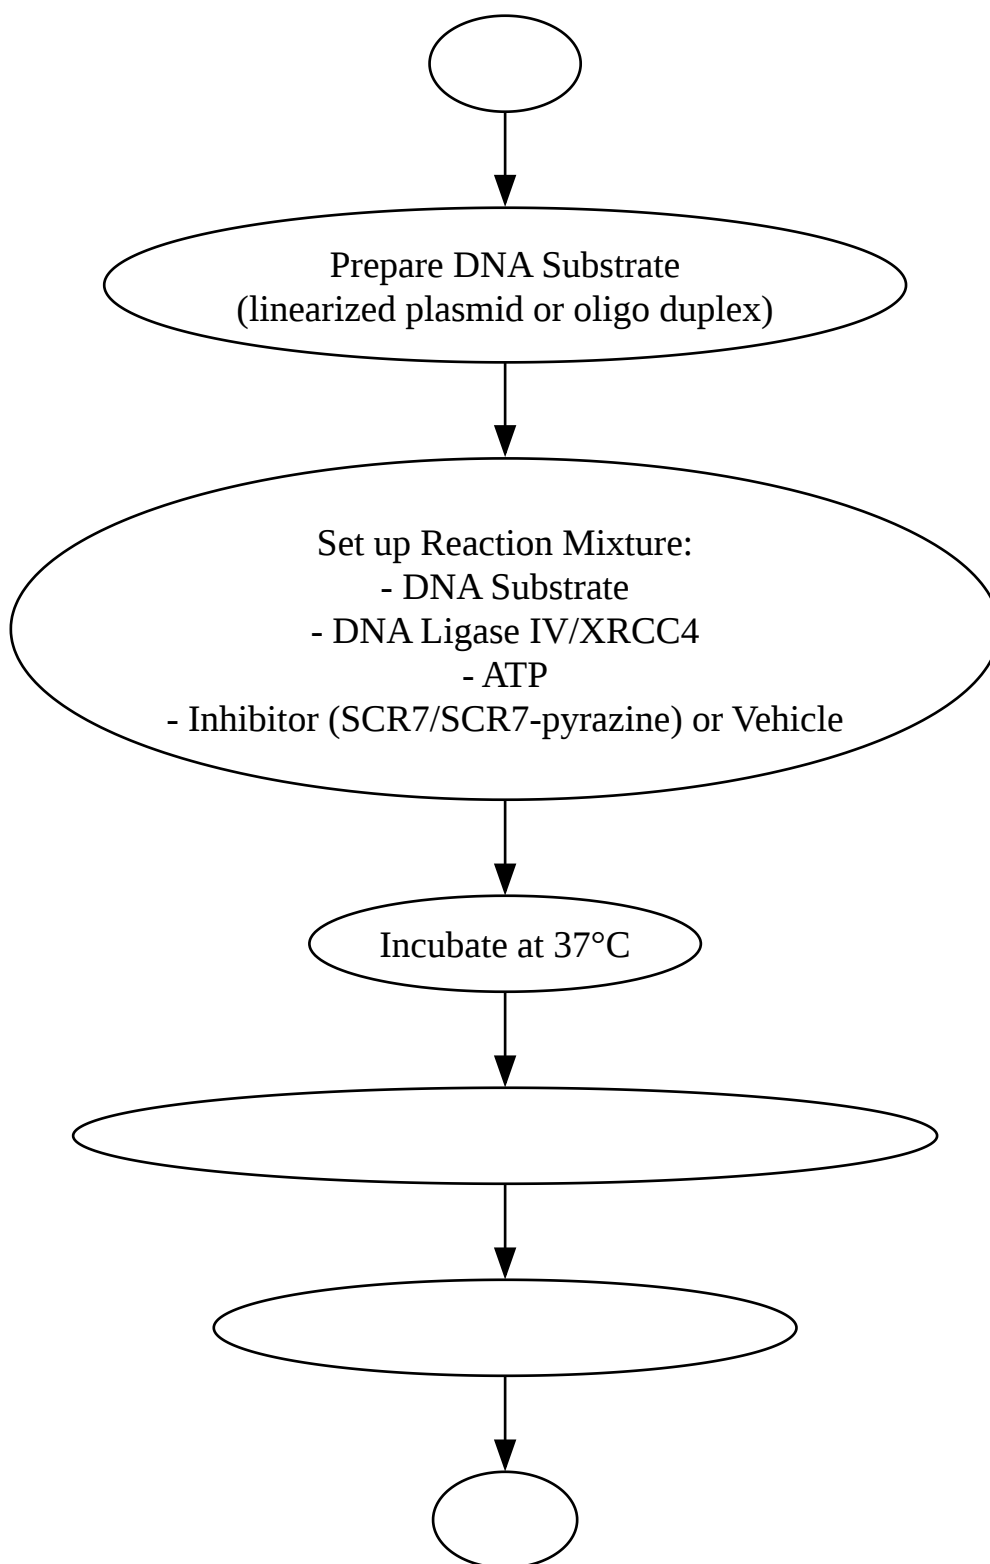 Prepare DNA Substrate
(linearized plasmid or oligo duplex)
Set up Reaction Mixture:
- DNA Substrate
- DNA Ligase IV/XRCC4
- ATP
- Inhibitor (SCR7/SCR7-pyrazine) or Vehicle
Incubate at 37°C